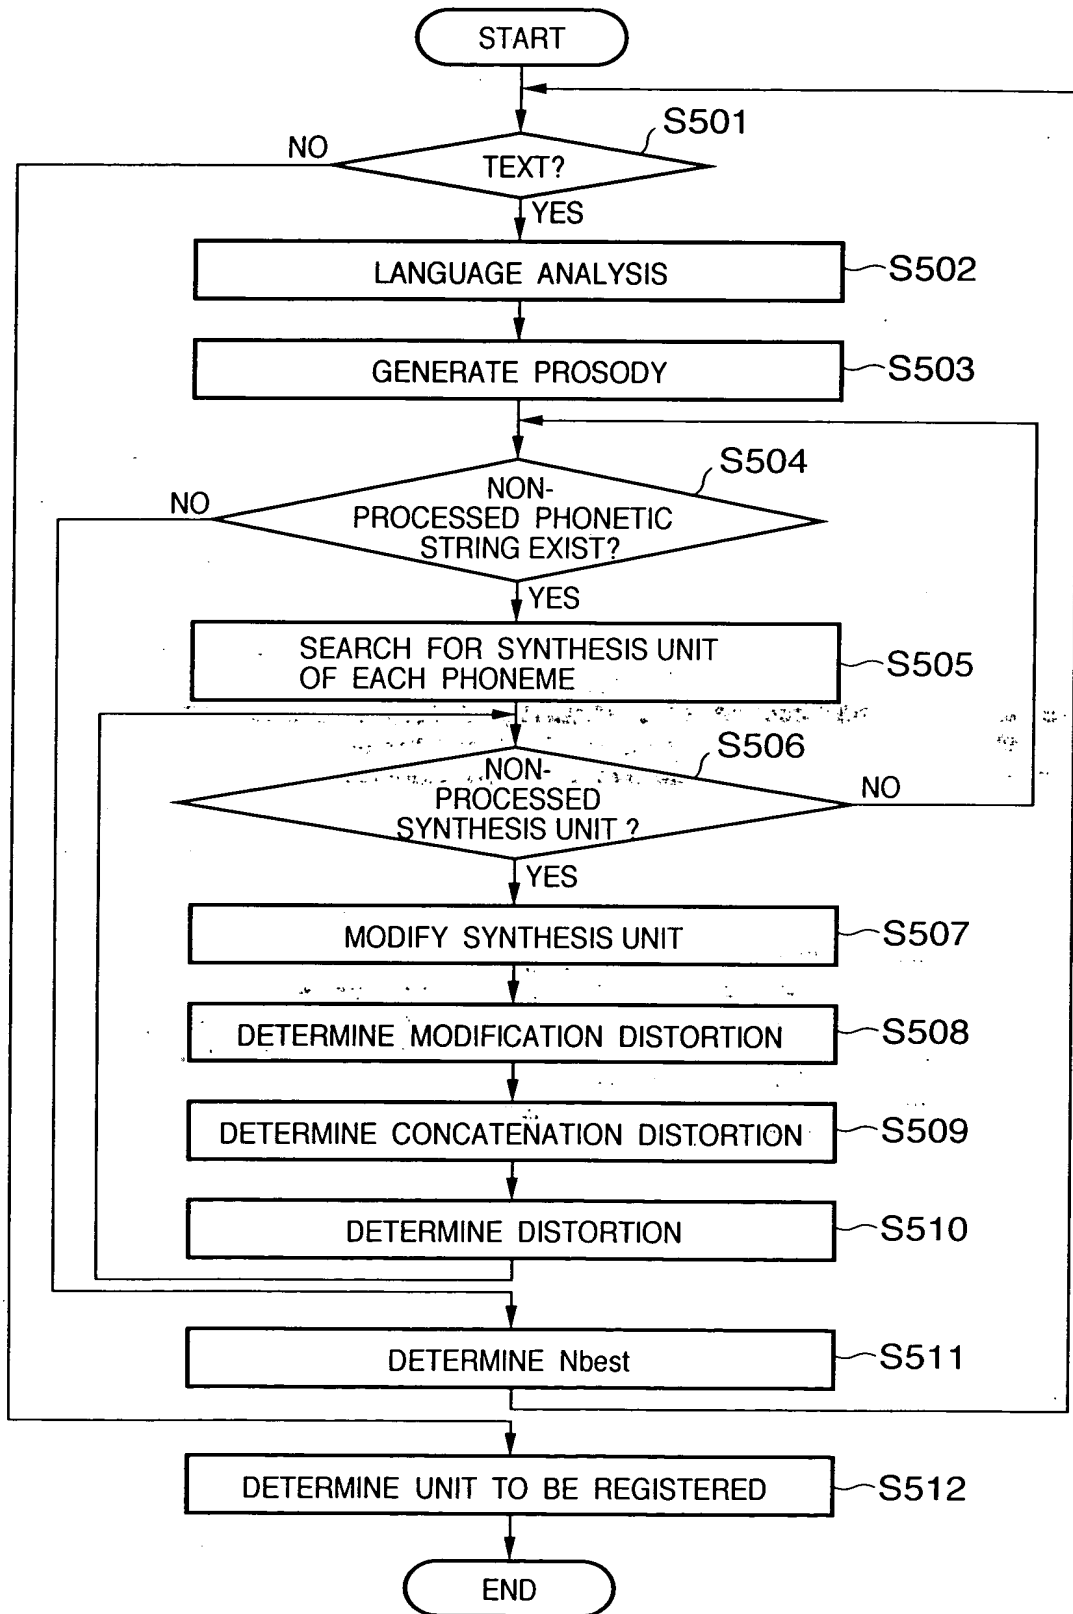 START
S501
NO
TEXT?
YES
LANGUAGE ANALYSIS
S502
GENERATE PROSODY
S503
S504
NO
NON-
PROCESSED PHONETIC
STRING EXIST?
YES
SEARCH FOR SYNTHESIS UNIT
OF EACH PHONEME
S505
S506
NON-
PROCESSED
SYNTHESIS UNIT ?
NO
YES
MODIFY SYNTHESIS UNIT
S507
DETERMINE MODIFICATION DISTORTION
S508
DETERMINE CONCATENATION DISTORTION
S509
DETERMINE DISTORTION
S510
DETERMINE Nbest
S511
DETERMINE UNIT TO BE REGISTERED
S512
END